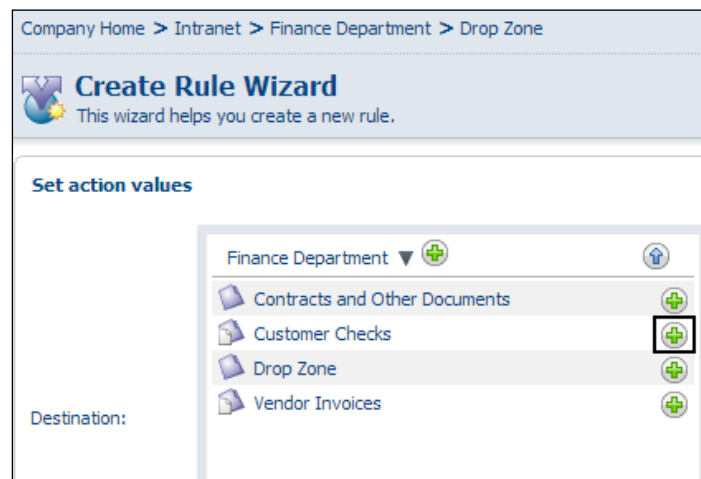 Company Home > Intranet > Finance Department > Drop Zone
Create Rule Wizard
This wizard helps you create a new rule.
Set action values
Finance Department
Contracts and Other Documents
Customer Checks
Drop Zone
Vendor Invoices
Destination: